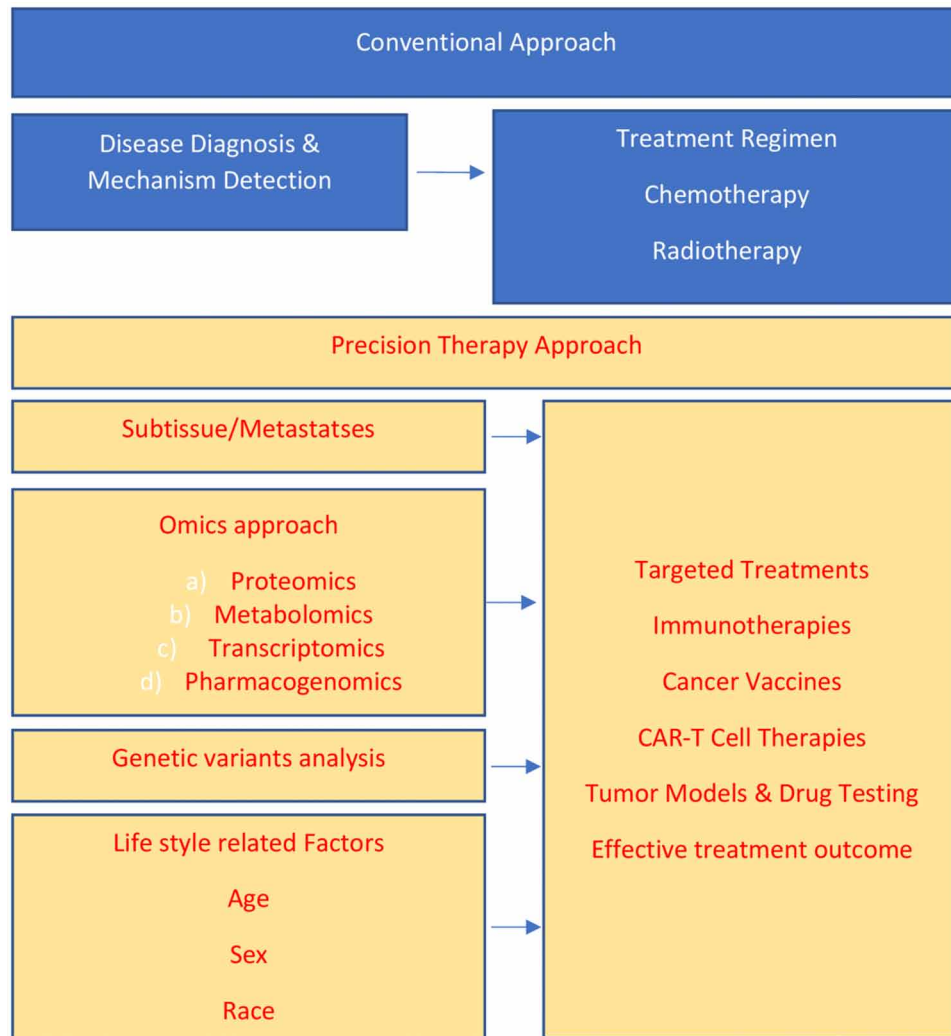 Conventional Approach
Disease Diagnosis &
Mechanism Detection
Treatment Regimen
Chemotherapy
Radiotherapy
Precision Therapy Approach
Subtissue/Metastatses
Omics approach
a) Proteomics
b) Metabolomics
c) Transcriptomics
d) Pharmacogenomics
Genetic variants analysis
Life style related Factors
Age
Sex
Race
Targeted Treatments
Immunotherapies
Cancer Vaccines
CAR-T Cell Therapies
Tumor Models & Drug Testing
Effective treatment outcome